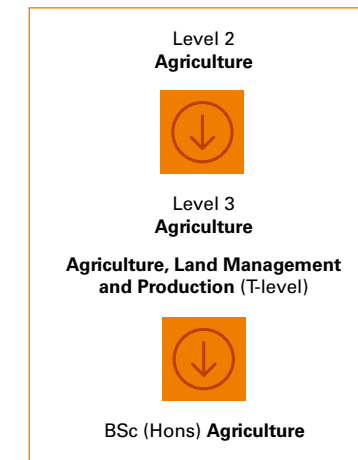 Level 2
Agriculture
Level 3
Agriculture
Agriculture, Land Management
and Production (T-level)
BSc (Hons) Agriculture